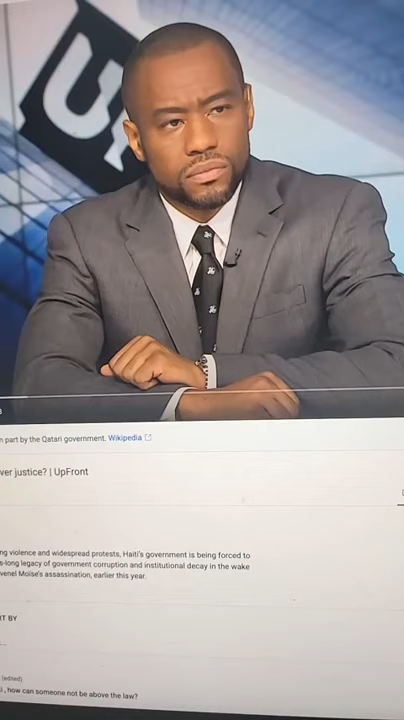 UF
n part by the Qatari government. Wikipedia
ver justice? | UpFront
ng violence and widespread protests, Haiti's government is being forced to
s-long legacy of government corruption and institutional decay in the wake
venel Moïse's assassination, earlier this year.
RT BY
(edited)
, how can someone not be above the law?